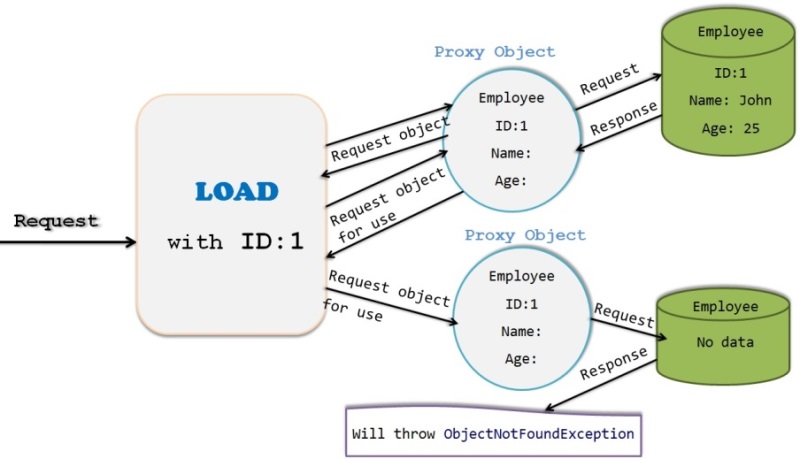 Request
LOAD
with ID:1
Request object
Request object
for use
Request object
for use
Proxy Object
Employee
ID:1
Name:
Age:
Request
Response
Employee
ID:1
Name: John
Age: 25
Proxy Object
Employee
ID:1
Name:
Age:
Request
Response
Employee
No data
Will throw ObjectNotFoundException